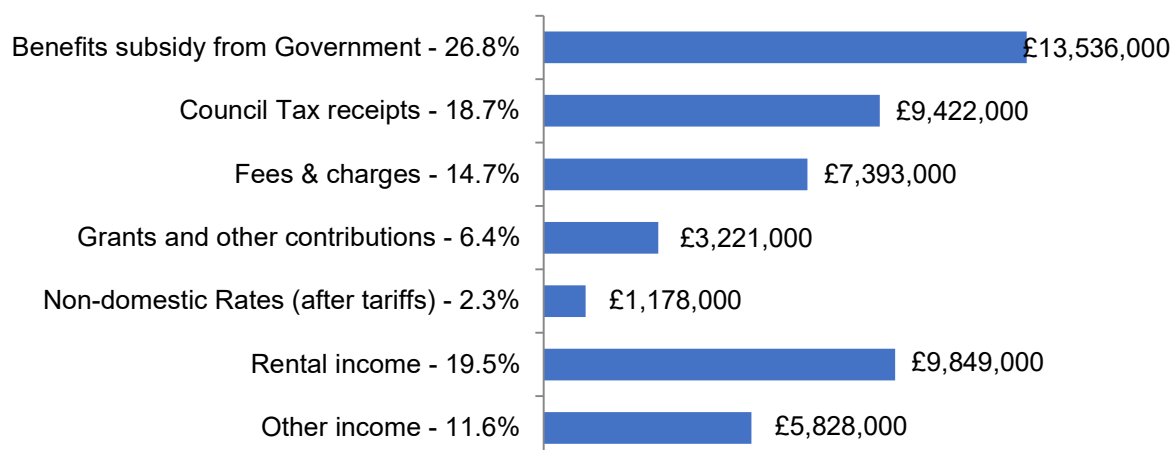 Benefits subsidy from Government - 26.8% £13,536,000
Council Tax receipts - 18.7% £9,422,000
Fees & charges - 14.7% £7,393,000
Grants and other contributions - 6.4% £3,221,000
Non-domestic Rates (after tariffs) - 2.3% £1,178,000
Rental income - 19.5% £9,849,000
Other income - 11.6% £5,828,000